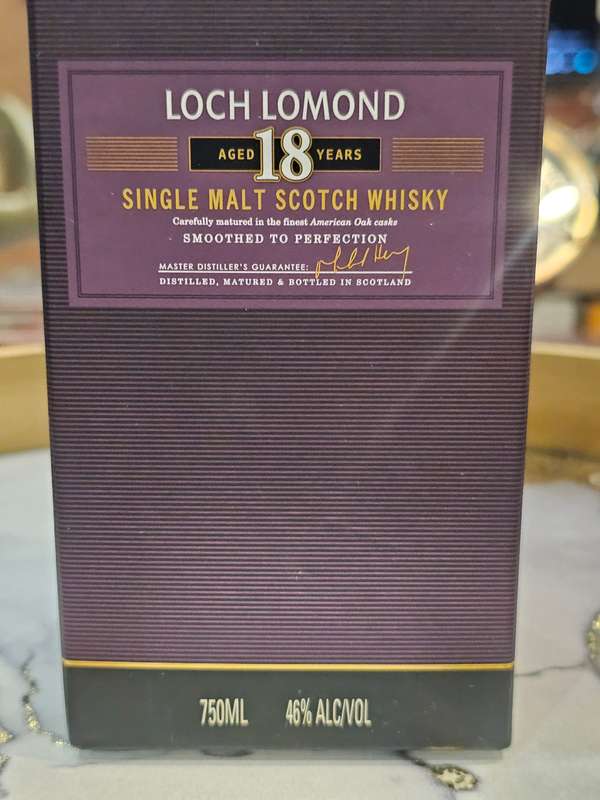 LOCH LOMOND
AGED 18 YEARS
SINGLE MALT SCOTCH WHISKY
Carefully matured in the finest American Oak casks
SMOOTHED TO PERFECTION
MASTER DISTILLER'S GUARANTEE:
DISTILLED, MATURED & BOTTLED IN SCOTLAND
750ML 46% ALC/VOL